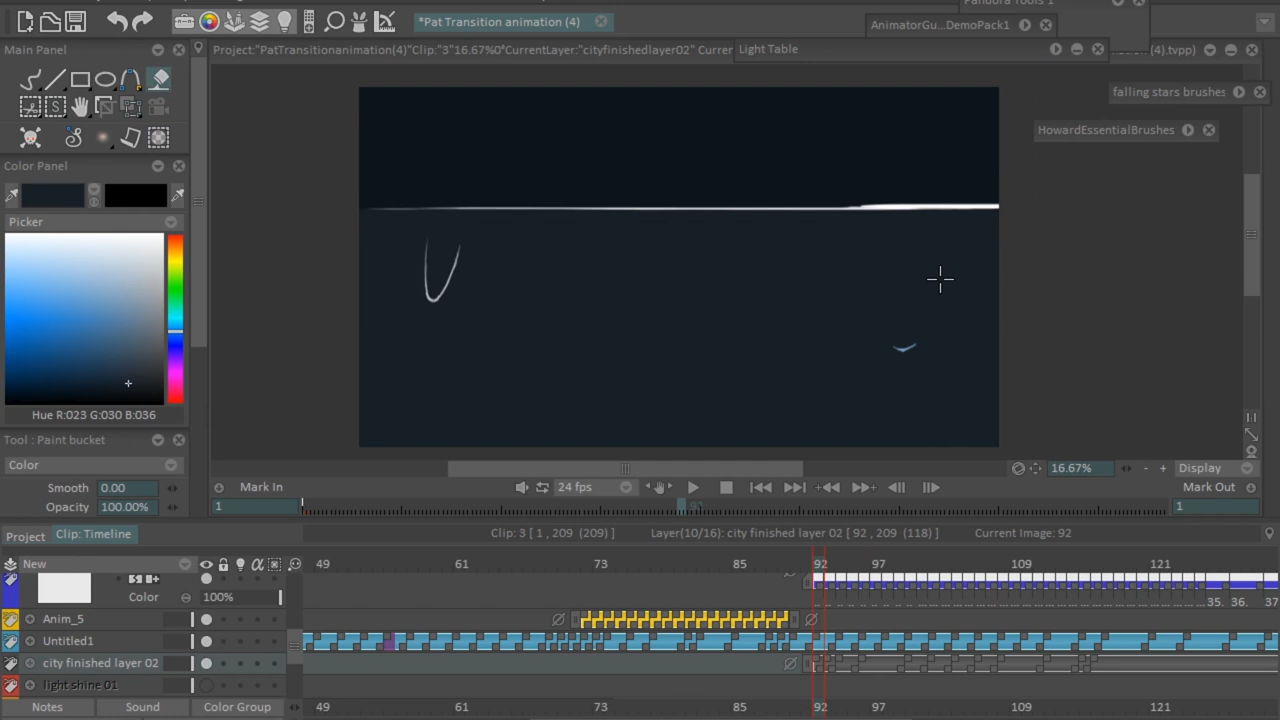 Pandora Tools 1
*Pat Transition animation (4)
AnimatorGu...DemoPack1
Main Panel
Project:"PatTransitionanimation(4)"Clip:"3"16.67%0°CurrentLayer:"cityfinishedlayer02" Curren
Light Table
(4).tvpp)
falling stars brushes
HowardEssentialBrushes
Color Panel
Picker
Hue R:023 G:030 B:036
Tool : Paint bucket
Color
Smooth 0.00
Opacity 100.00%
16.67% - + Display
Mark In 24 fps Mark Out
1 1
Project Clip: Timeline Clip: 3 [ 1 , 209 (209) ] Layer(10/16): city finished layer 02 [ 92 , 209 (118) ] Current Image: 92
New 49 61 73 85 92 97 109 121
Color 100% 35. 36. 37
Anim_5
Untitled1
city finished layer 02
light shine 01
Notes Sound Color Group 49 61 73 85 92 97 109 121